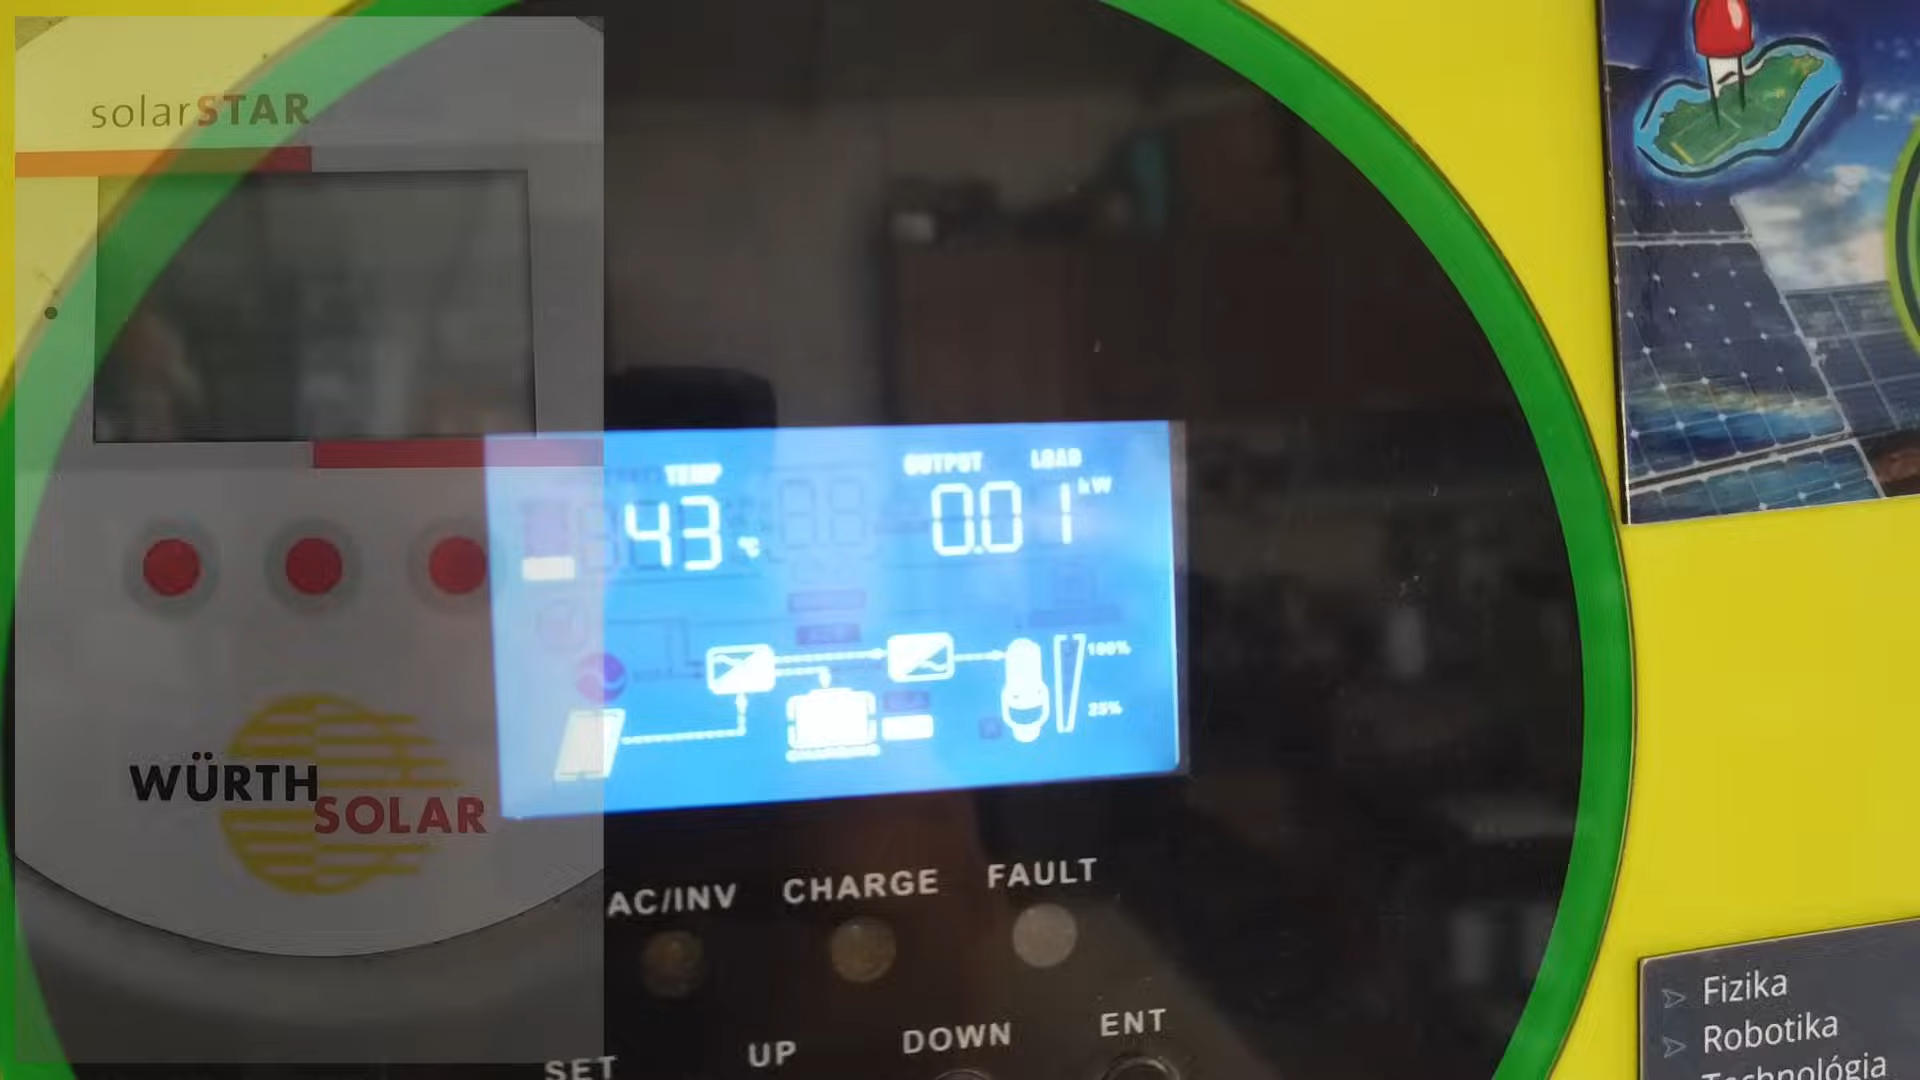 solarSTAR
WÜRTH
SOLAR
TEMP
43 °C
OUTPUT LOAD
0.01 kW
100%
25%
AC/INV CHARGE FAULT
SET UP DOWN ENT
Fizika
Robotika
Technológia